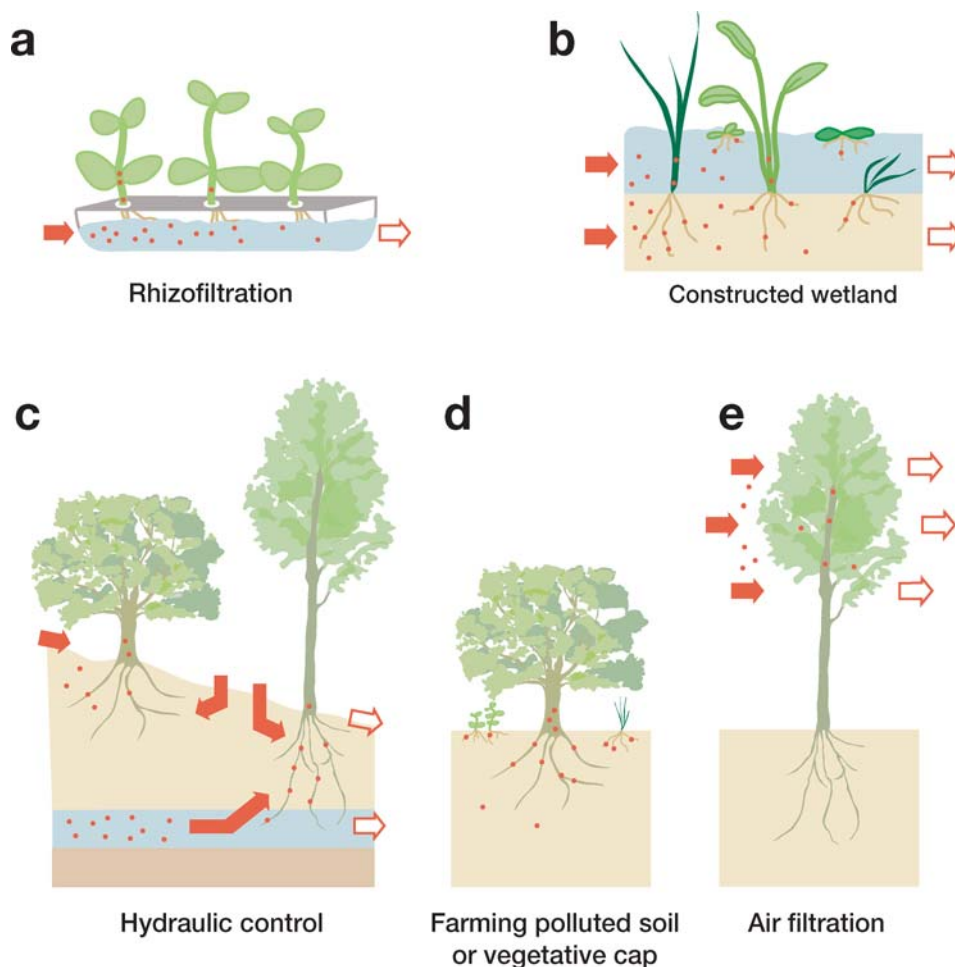 a
b
Rhizofiltration
Constructed wetland
c
d
e
Hydraulic control
Farming polluted soil
or vegetative cap
Air filtration